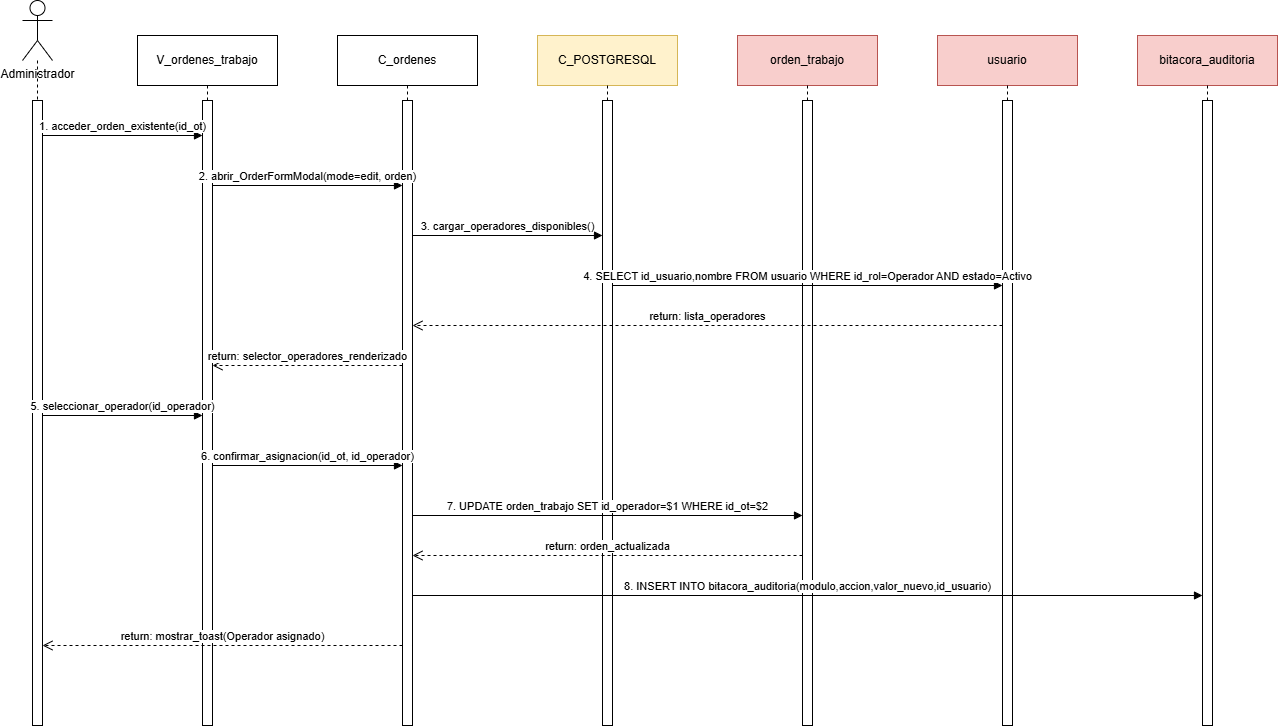 Administrador
V_ordenes_trabajo
C_ordenes
C_POSTGRESQL
orden_trabajo
usuario
bitacora_auditoria
1. acceder_orden_existente(id_ot)
2. abrir_OrderFormModal(mode=edit, orden)
3. cargar_operadores_disponibles()
4. SELECT id_usuario,nombre FROM usuario WHERE id_rol=Operador AND estado=Activo
return: lista_operadores
return: selector_operadores_renderizado
5. seleccionar_operador(id_operador)
6. confirmar_asignacion(id_ot, id_operador)
7. UPDATE orden_trabajo SET id_operador=$1 WHERE id_ot=$2
return: orden_actualizada
8. INSERT INTO bitacora_auditoria(modulo,accion,valor_nuevo,id_usuario)
return: mostrar_toast(Operador asignado)